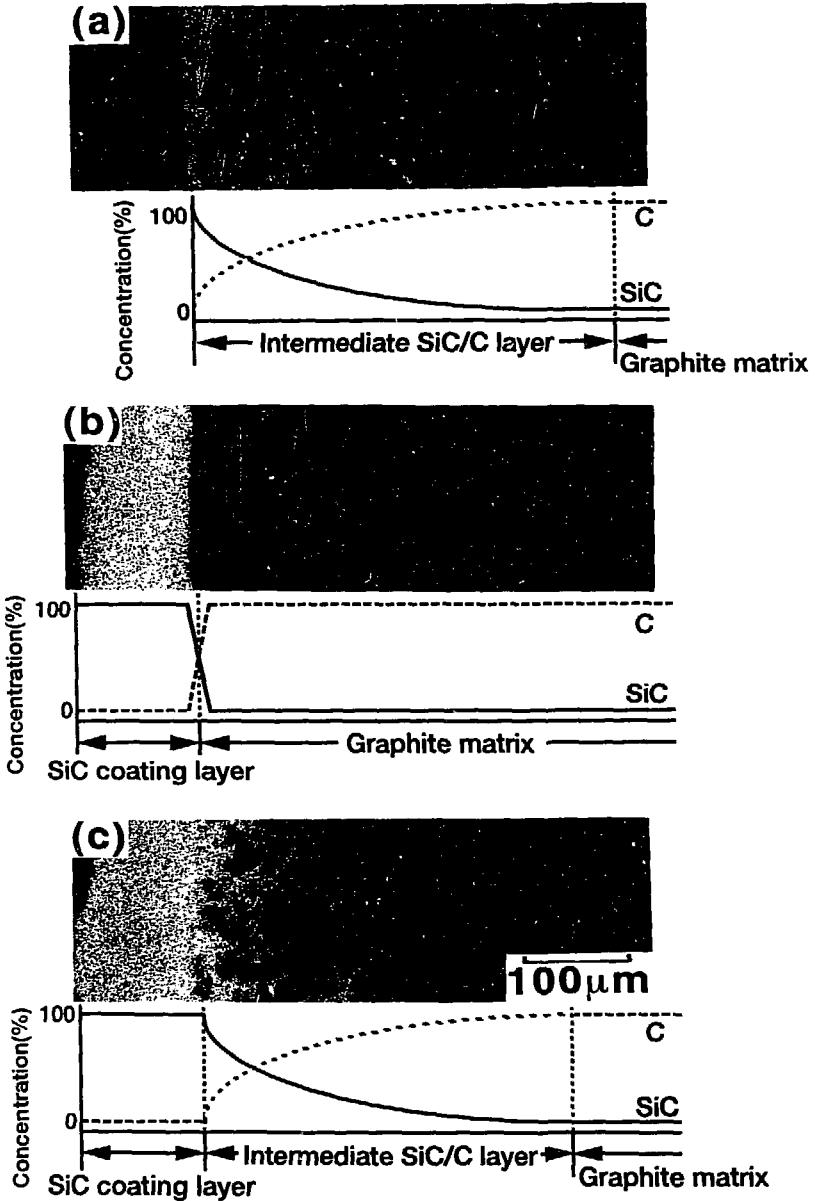 (a)
Concentration(%)
100
0
C
SiC
Intermediate SiC/C layer
Graphite matrix
(b)
Concentration(%)
100
0
C
SiC
Graphite matrix
SiC coating layer
(c)
100μm
Concentration(%)
100
0
C
SiC
Intermediate SiC/C layer
Graphite matrix
SiC coating layer